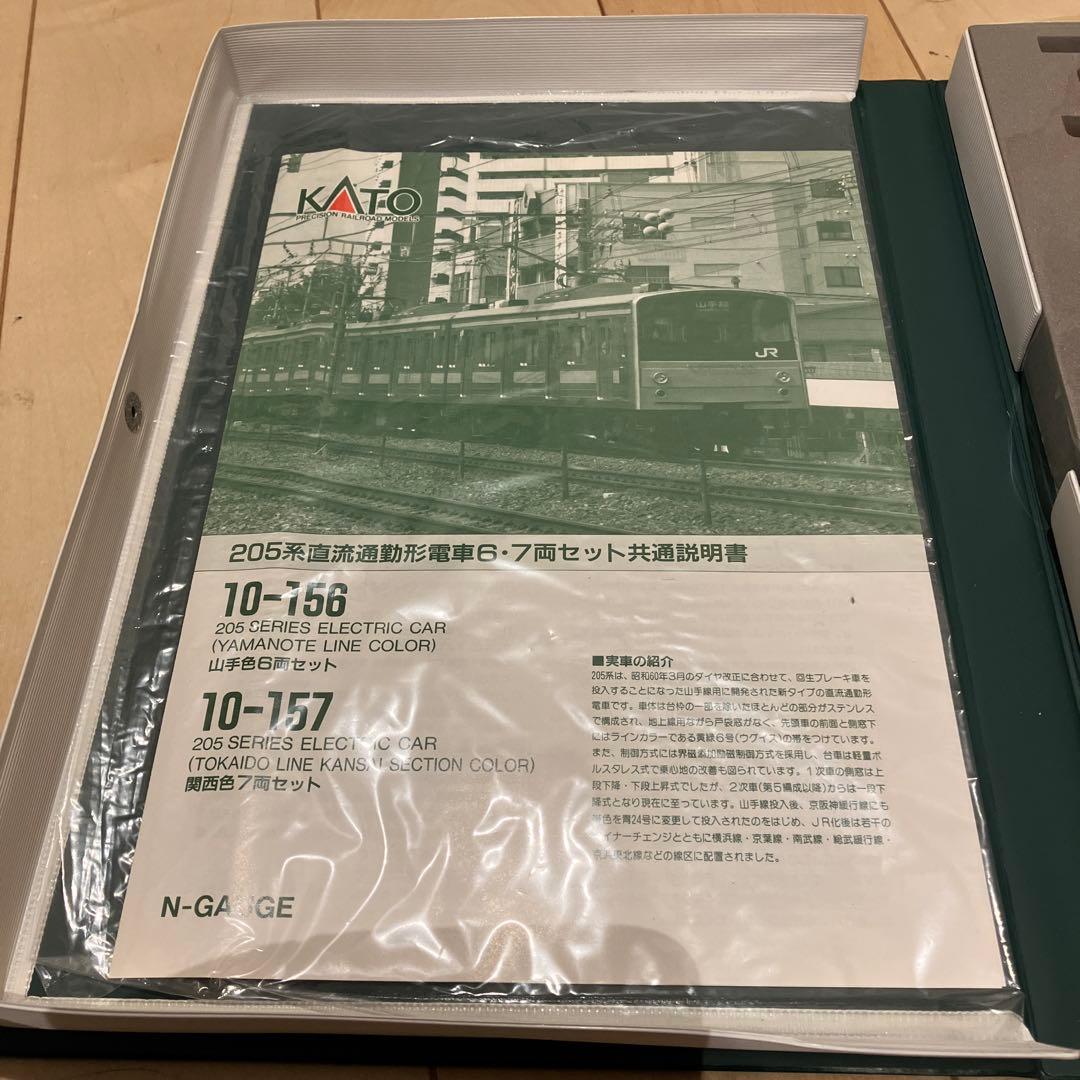 KATO
PRECISION RAILROAD MODELS
山手線
JR
205系直流通勤形電車6・7両セット共通説明書
10-156
205 SERIES ELECTRIC CAR
(YAMANOTE LINE COLOR)
山手色6両セット
10-157
205 SERIES ELECTRIC CAR
(TOKAIDO LINE KANSAI SECTION COLOR)
関西色7両セット
N-GAUGE
■実車の紹介
205系は、昭和60年3月のダイヤ改正に合わせて、回生ブレーキ車を
投入することになった山手線用に開発された新タイプの直流通勤形
電車です。車体は台枠の一部を除いたほとんどの部分がステンレス
で構成され、地上線用ながら戸袋窓がなく、先頭車の前面と側窓下
にはラインカラーである黄緑6号(ウグイス)の帯をつけています。
また、制御方式には界磁添加励磁制御方式を採用し、台車は軽量ボ
ルスタレス式で乗心地の改善も図られています。1次車の側窓は上
段下降・下段上昇式でしたが、2次車(第5編成以降)からは一段下
降式となり現在に至っています。山手線投入後、京阪神緩行線にも
帯色を青24号に変更して投入されたのをはじめ、JR化後は若干の
マイナーチェンジとともに横浜線・京葉線・南武線・総武緩行線・
京浜東北線などの線区に配置されました。